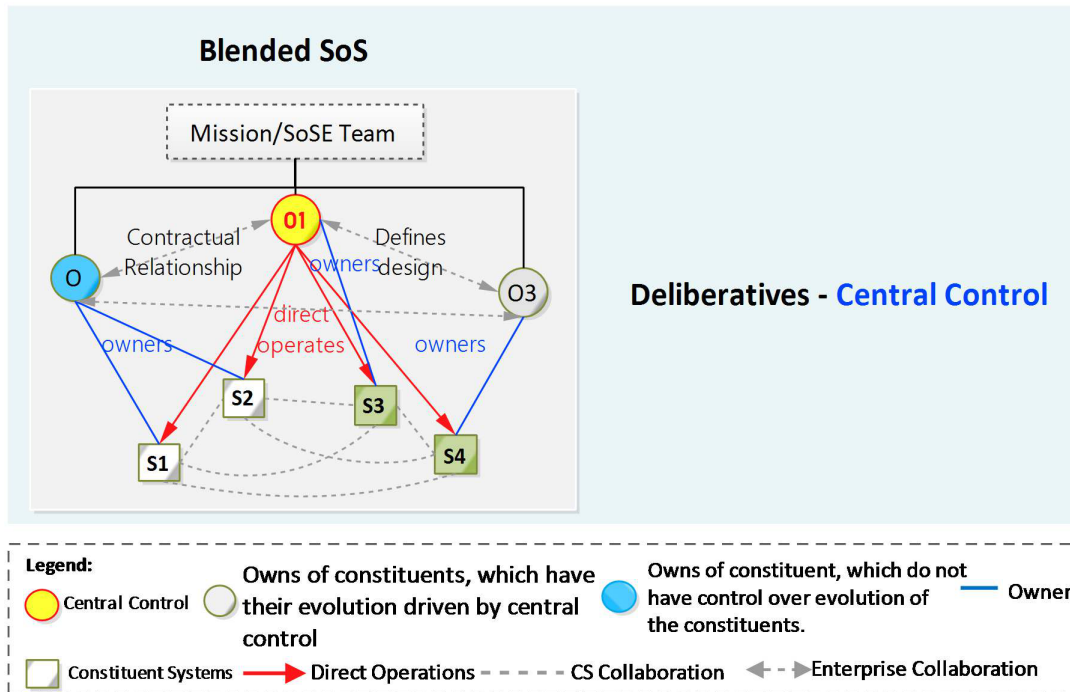 Blended SoS
Mission/SoSE Team
O1
Contractual
Relationship
Defines
design
owners
O
O3
direct
operates
owners
owners
S2
S3
S1
S4
Deliberatives - Central Control
Legend:
Central Control
Owns of constituents, which have
their evolution driven by central
control
Owns of constituent, which do not
have control over evolution of
the constituents.
Owner
Constituent Systems
Direct Operations
CS Collaboration
Enterprise Collaboration